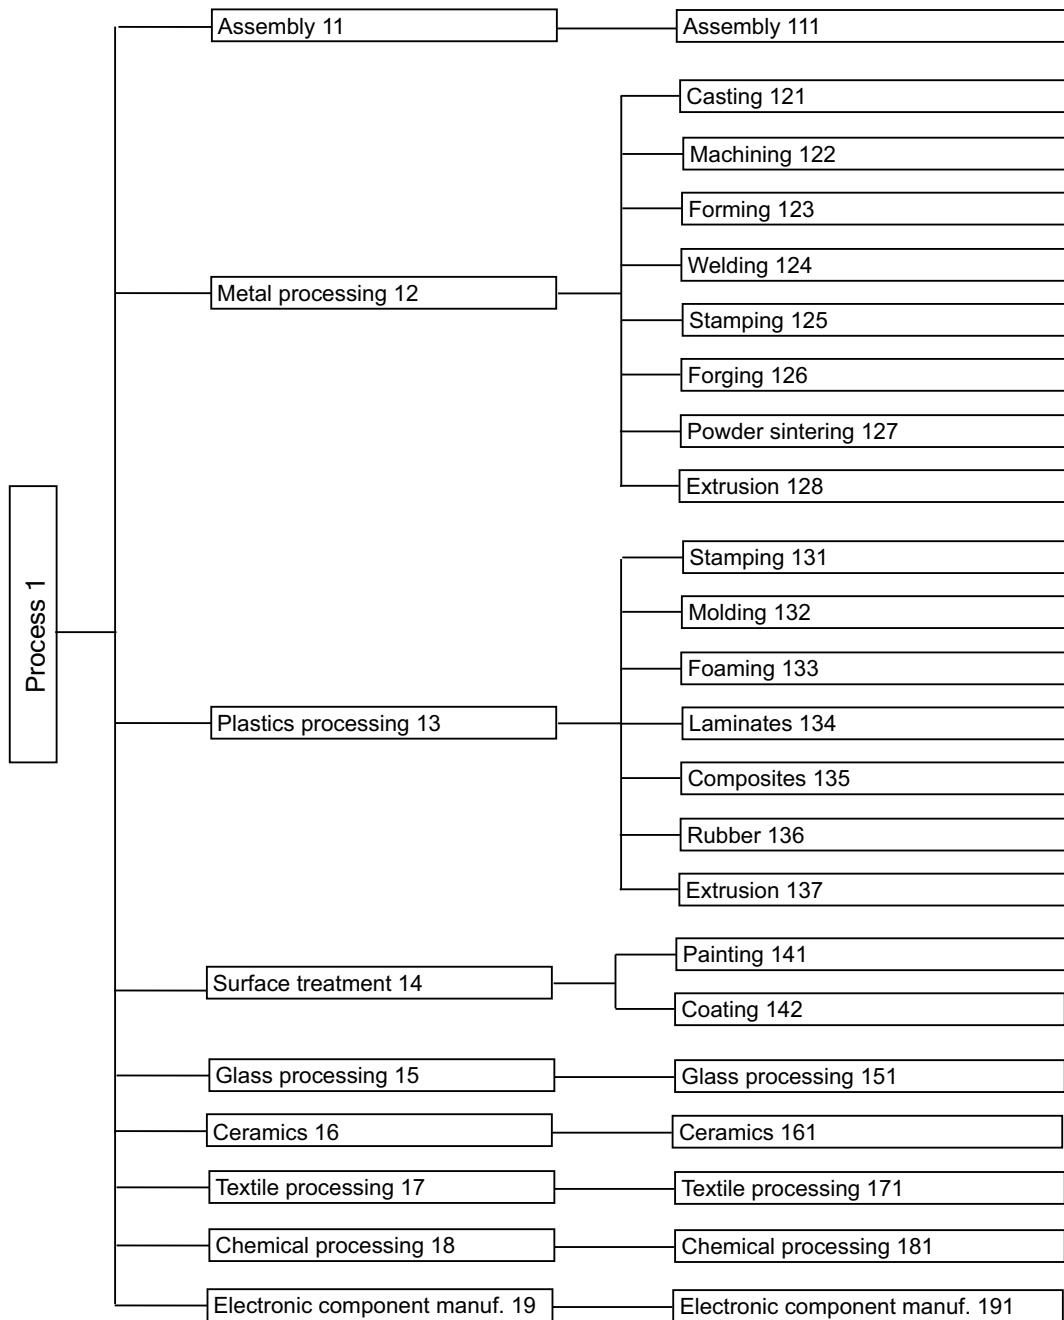 Assembly 11
Assembly 111
Casting 121
Machining 122
Forming 123
Welding 124
Metal processing 12
Stamping 125
Forging 126
Powder sintering 127
Extrusion 128
Process 1
Stamping 131
Molding 132
Foaming 133
Plastics processing 13
Laminates 134
Composites 135
Rubber 136
Extrusion 137
Painting 141
Surface treatment 14
Coating 142
Glass processing 15
Glass processing 151
Ceramics 16
Ceramics 161
Textile processing 17
Textile processing 171
Chemical processing 18
Chemical processing 181
Electronic component manuf. 19
Electronic component manuf. 191